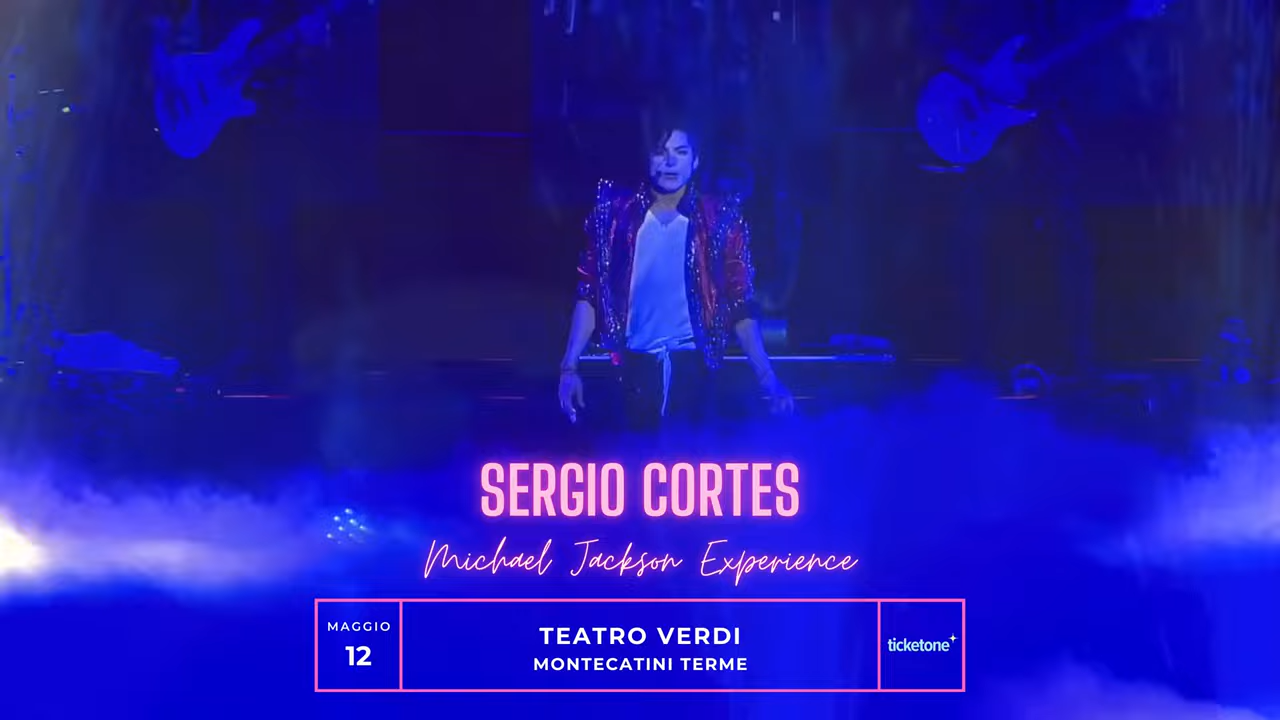 SERGIO CORTES
Michael Jackson Experience
MAGGIO
12
TEATRO VERDI
MONTECATINI TERME
ticketone